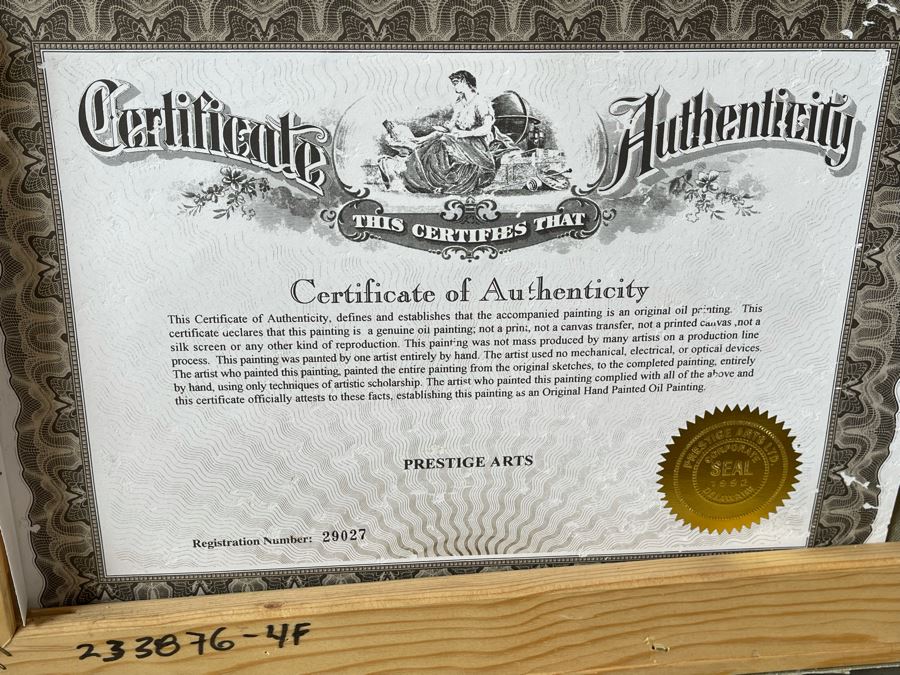 Certificate Authenticity
THIS CERTIFIES THAT
Certificate of Authenticity
This Certificate of Authenticity, defines and establishes that the accompanied painting is an original oil painting. This
certificate declares that this painting is a genuine oil painting; not a print, not a canvas transfer, not a printed canvas ,not a
silk screen or any other kind of reproduction. This painting was not mass produced by many artists on a production line
process. This painting was painted by one artist entirely by hand. The artist used no mechanical, electrical, or optical devices.
The artist who painted this painting, painted the entire painting from the original sketches, to the completed painting, entirely
by hand, using only techniques of artistic scholarship. The artist who painted this painting complied with all of the above and
this certificate officially attests to these facts, establishing this painting as an Original Hand Painted Oil Painting.
PRESTIGE ARTS
PRESTIGE ARTS LTD.
CORPORATE
SEAL
1992
DELAWARE
Registration Number: 29027
233876-4F